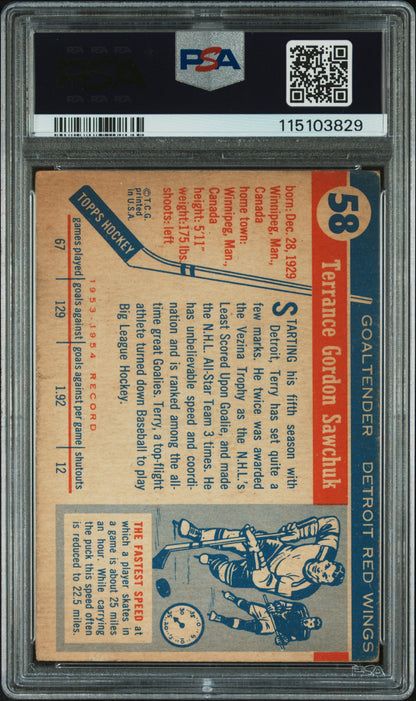 PSA
115103829
58
GOALTENDER DETROIT RED WINGS
Terrance Gordon Sawchuk
born: Dec. 28, 1929
Winnipeg, Man.,
Canada
home town:
Winnipeg, Man.,
Canada
height: 5'11"
weight: 175 lbs.
shoots: left
©T.C.G.
printed
in U.S.A.
TOPPS HOCKEY
STARTING his fifth season with
Detroit, Terry has set quite a
few marks. He twice was awarded
the Vezina Trophy as the N.H.L.'s
Least Scored Upon Goalie, and made
the N.H.L. All-Star Team 3 times. He
has unbelievable speed and coordi-
nation and is ranked among the all-
time great Goalies. Terry, a top-flight
athlete turned down Baseball to play
Big League Hockey.
1953-1954 RECORD
games played goals against goals against per game shutouts
67 129 1.92 12
THE FASTEST SPEED at
which a player skates in
a game is about 25 miles
an hour. While carrying
the puck this speed often
is reduced to 22.5 miles.